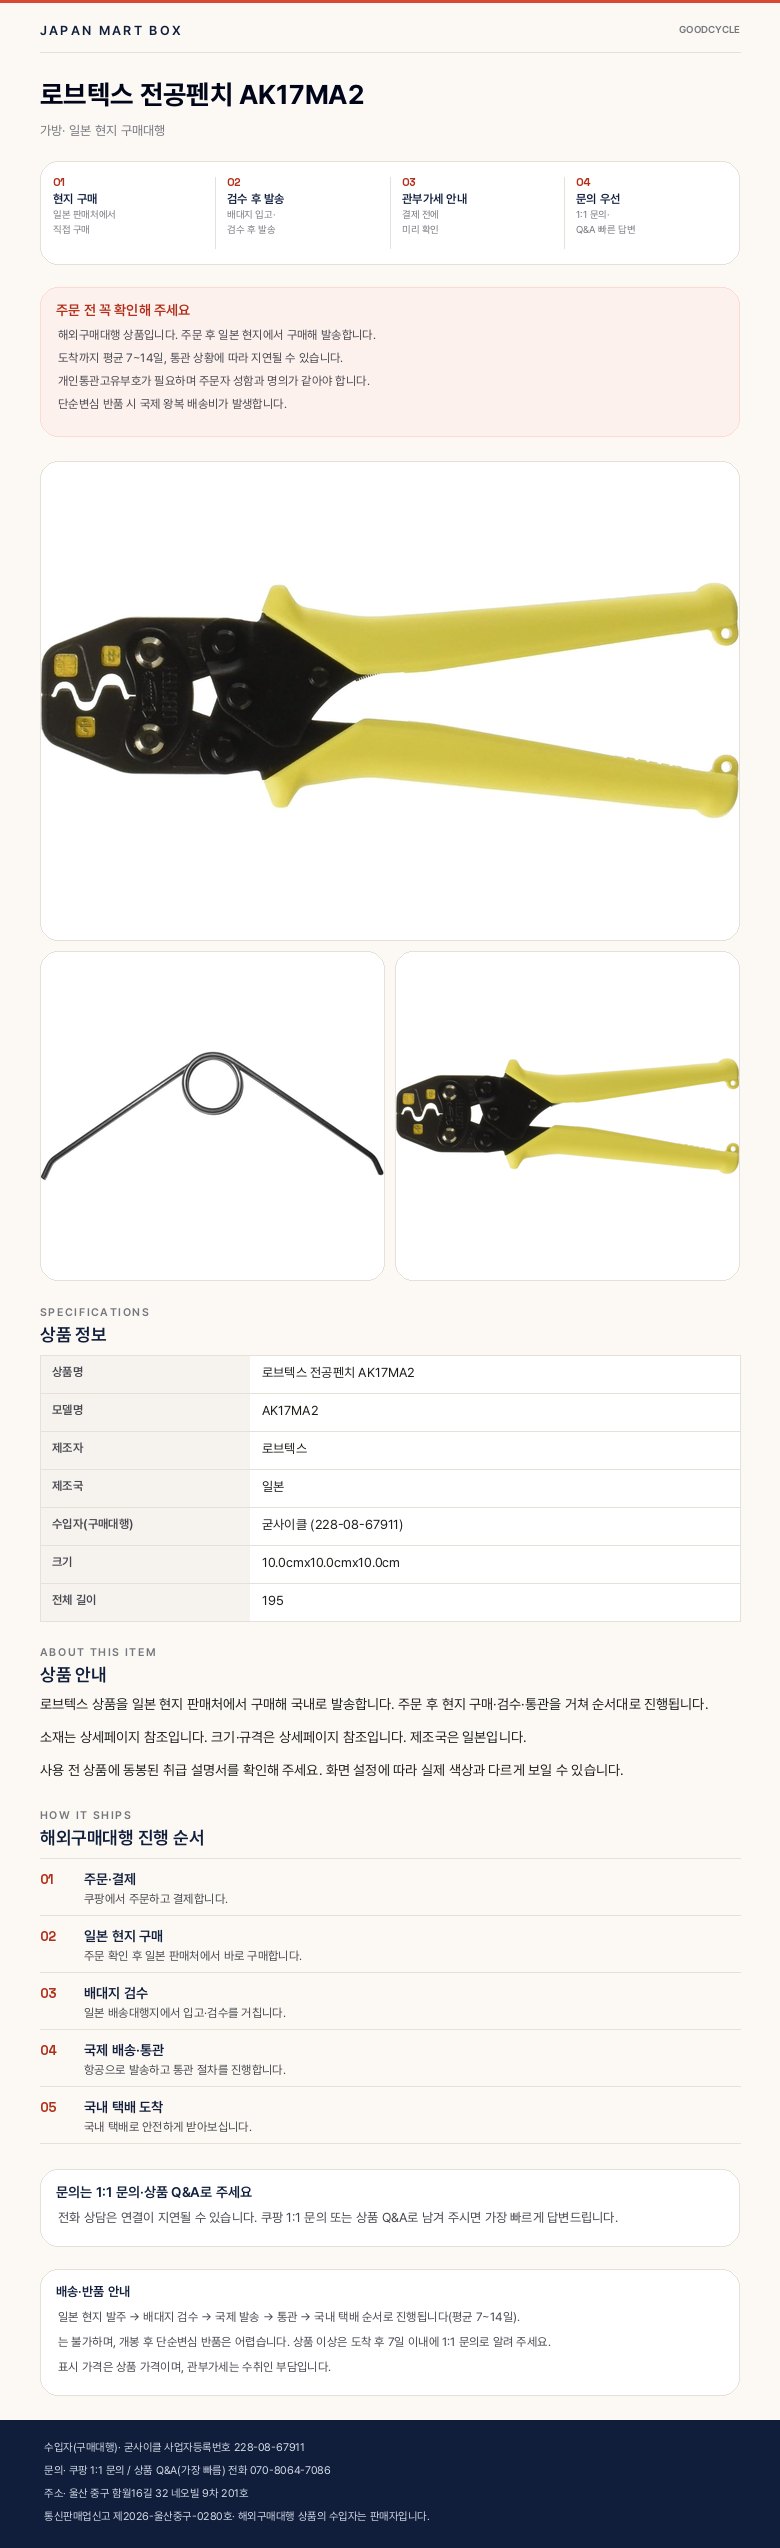 JAPAN MART BOX
GOODCYCLE
로브텍스 전공펜치 AK17MA2
가방· 일본 현지 구매대행
01
현지 구매
일본 판매처에서
직접 구매
02
검수 후 발송
배대지 입고·
검수 후 발송
03
관부가세 안내
결제 전에
미리 확인
04
문의 우선
1:1 문의·
Q&A 빠른 답변
주문 전 꼭 확인해 주세요
해외구매대행 상품입니다. 주문 후 일본 현지에서 구매해 발송합니다.
도착까지 평균 7~14일, 통관 상황에 따라 지연될 수 있습니다.
개인통관고유부호가 필요하며 주문자 성함과 명의가 같아야 합니다.
단순변심 반품 시 국제 왕복 배송비가 발생합니다.
SPECIFICATIONS
상품 정보
상품명 로브텍스 전공펜치 AK17MA2
모델명 AK17MA2
제조자 로브텍스
제조국 일본
수입자(구매대행) 굳사이클 (228-08-67911)
크기 10.0cmx10.0cmx10.0cm
전체 길이 195
ABOUT THIS ITEM
상품 안내
로브텍스 상품을 일본 현지 판매처에서 구매해 국내로 발송합니다. 주문 후 현지 구매·검수·통관을 거쳐 순서대로 진행됩니다.
소재는 상세페이지 참조입니다. 크기·규격은 상세페이지 참조입니다. 제조국은 일본입니다.
사용 전 상품에 동봉된 취급 설명서를 확인해 주세요. 화면 설정에 따라 실제 색상과 다르게 보일 수 있습니다.
HOW IT SHIPS
해외구매대행 진행 순서
01 주문·결제
쿠팡에서 주문하고 결제합니다.
02 일본 현지 구매
주문 확인 후 일본 판매처에서 바로 구매합니다.
03 배대지 검수
일본 배송대행지에서 입고·검수를 거칩니다.
04 국제 배송·통관
항공으로 발송하고 통관 절차를 진행합니다.
05 국내 택배 도착
국내 택배로 안전하게 받아보십니다.
문의는 1:1 문의·상품 Q&A로 주세요
전화 상담은 연결이 지연될 수 있습니다. 쿠팡 1:1 문의 또는 상품 Q&A로 남겨 주시면 가장 빠르게 답변드립니다.
배송·반품 안내
일본 현지 발주 → 배대지 검수 → 국제 발송 → 통관 → 국내 택배 순서로 진행됩니다(평균 7~14일).
는 불가하며, 개봉 후 단순변심 반품은 어렵습니다. 상품 이상은 도착 후 7일 이내에 1:1 문의로 알려 주세요.
표시 가격은 상품 가격이며, 관부가세는 수취인 부담입니다.
수입자(구매대행)· 굳사이클 사업자등록번호 228-08-67911
문의· 쿠팡 1:1 문의 / 상품 Q&A(가장 빠름) 전화 070-8064-7086
주소· 울산 중구 함월16길 32 네오빌 9차 201호
통신판매업신고 제2026-울산중구-0280호· 해외구매대행 상품의 수입자는 판매자입니다.